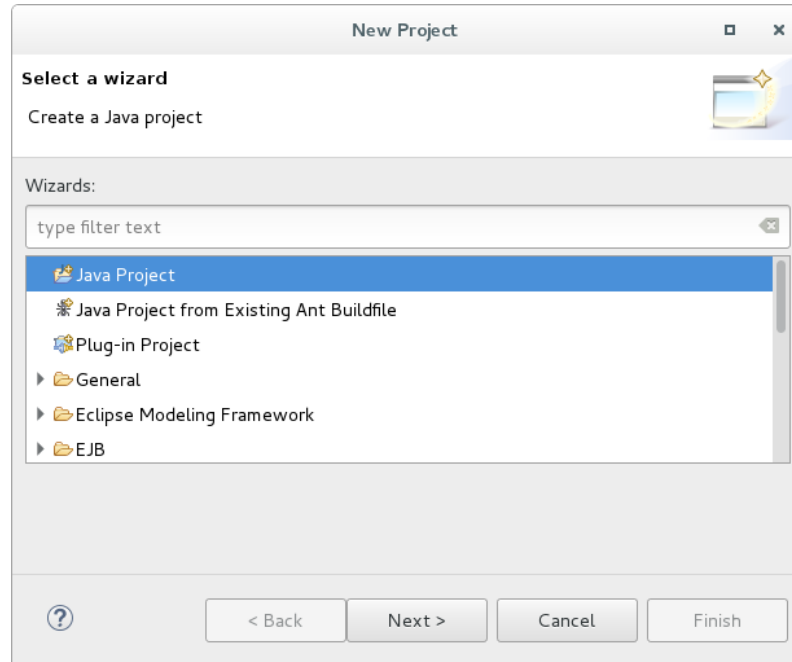 New Project
Select a wizard
Create a Java project
Wizards:
type filter text
Java Project
Java Project from Existing Ant Buildfile
Plug-in Project
General
Eclipse Modeling Framework
EJB
? < Back Next > Cancel Finish